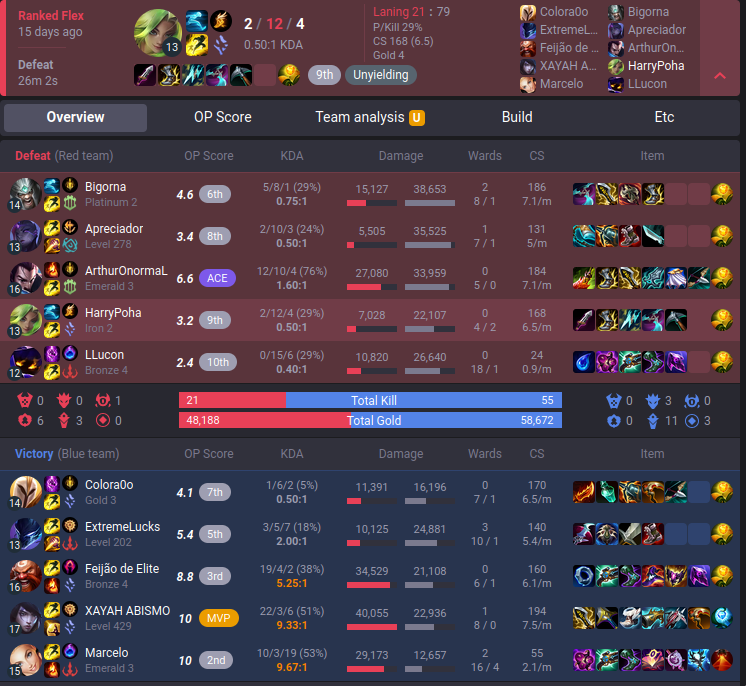 Ranked Flex
15 days ago
Defeat
26m 2s
13
2 / 12 / 4
0.50:1 KDA
9th
Unyielding
Laning 21 : 79
P/Kill 29%
CS 168 (6.5)
Gold 4
Colora0o
ExtremeL...
Feijão de ...
XAYAH A...
Marcelo
Bigorna
Apreciador
ArthurOn...
HarryPoha
LLucon
Overview
OP Score
Team analysis U
Build
Etc
Defeat (Red team) OP Score KDA Damage Wards CS Item
14 Bigorna Platinum 2 4.6 6th 5/8/1 (29%) 0.75:1 15,127 38,653 2 8 / 1 186 7.1/m
13 Apreciador Level 278 3.4 8th 2/10/3 (24%) 0.50:1 5,505 35,525 1 7 / 1 131 5/m
16 ArthurOnormaL Emerald 3 6.6 ACE 12/10/4 (76%) 1.60:1 27,080 33,959 0 5 / 0 184 7.1/m
13 HarryPoha Iron 2 3.2 9th 2/12/4 (29%) 0.50:1 7,028 22,107 0 4 / 2 168 6.5/m
12 LLucon Bronze 4 2.4 10th 0/15/6 (29%) 0.40:1 10,820 26,640 0 18 / 1 24 0.9/m
0 0 1
6 3 0
21 Total Kill 55
48,188 Total Gold 58,672
0 3 0
0 11 3
Victory (Blue team) OP Score KDA Damage Wards CS Item
14 Colora0o Gold 3 4.1 7th 1/6/2 (5%) 0.50:1 11,391 16,196 0 7 / 1 170 6.5/m
13 ExtremeLucks Level 202 5.4 5th 3/5/7 (18%) 2.00:1 10,125 24,881 3 10 / 1 140 5.4/m
16 Feijão de Elite Bronze 4 8.8 3rd 19/4/2 (38%) 5.25:1 34,529 21,108 0 6 / 1 160 6.1/m
17 XAYAH ABISMO Level 429 10 MVP 22/3/6 (51%) 9.33:1 40,055 22,936 1 8 / 0 194 7.5/m
15 Marcelo Emerald 3 10 2nd 10/3/19 (53%) 9.67:1 29,173 12,657 2 16 / 4 55 2.1/m